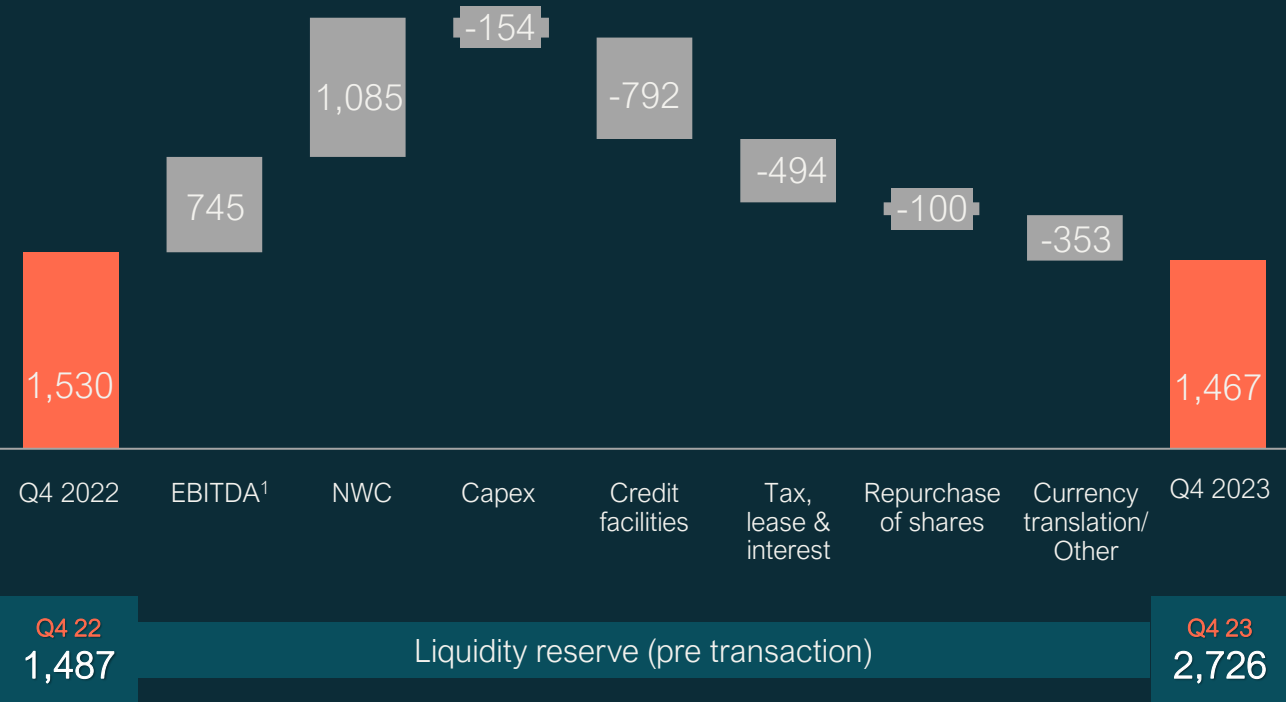 -154
1,085
-792
-494
745
-100
-353
1,530
1,467
Q4 2022
EBITDA¹
NWC
Capex
Credit
facilities
Tax,
lease &
interest
Repurchase
of shares
Currency
translation/
Other
Q4 2023
Q4 22
1,487
Liquidity reserve (pre transaction)
Q4 23
2,726